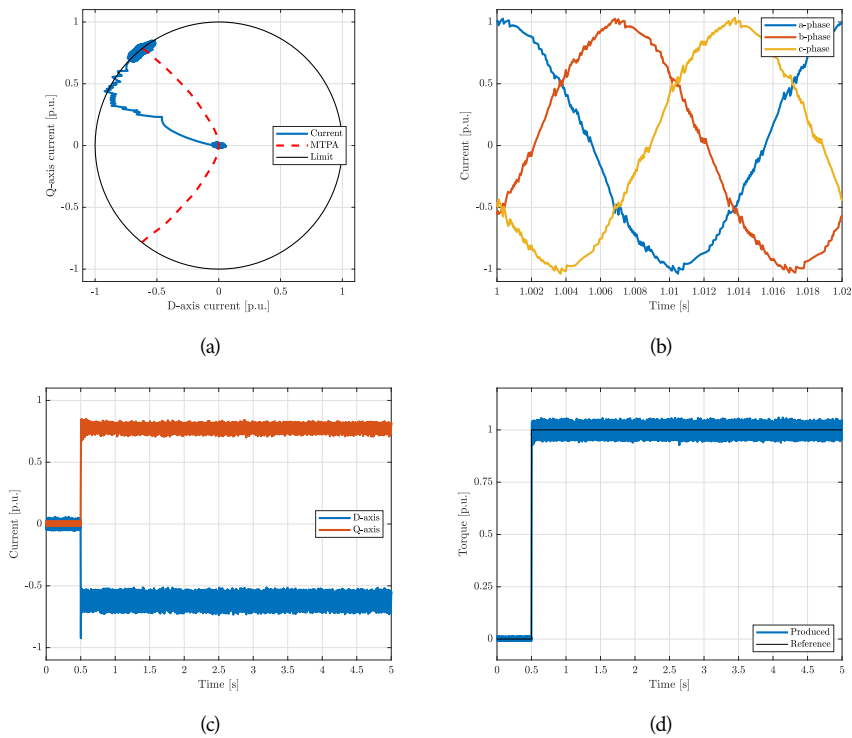 1
0.5
0
-0.5
-1
Q-axis current [p.u.]
-1
-0.5
0
0.5
1
D-axis current [p.u.]
Current
MTPA
Limit
(a)
1
0.5
0
-0.5
-1
Current [p.u.]
1
1.002
1.004
1.006
1.008
1.01
1.012
1.014
1.016
1.018
1.02
Time [s]
a-phase
b-phase
c-phase
(b)
1
0.5
0
-0.5
-1
Current [p.u.]
0
0.5
1
1.5
2
2.5
3
3.5
4
4.5
5
Time [s]
D-axis
Q-axis
(c)
1
0.75
0.5
0.25
0
Torque [p.u.]
0
0.5
1
1.5
2
2.5
3
3.5
4
4.5
5
Time [s]
Produced
Reference
(d)